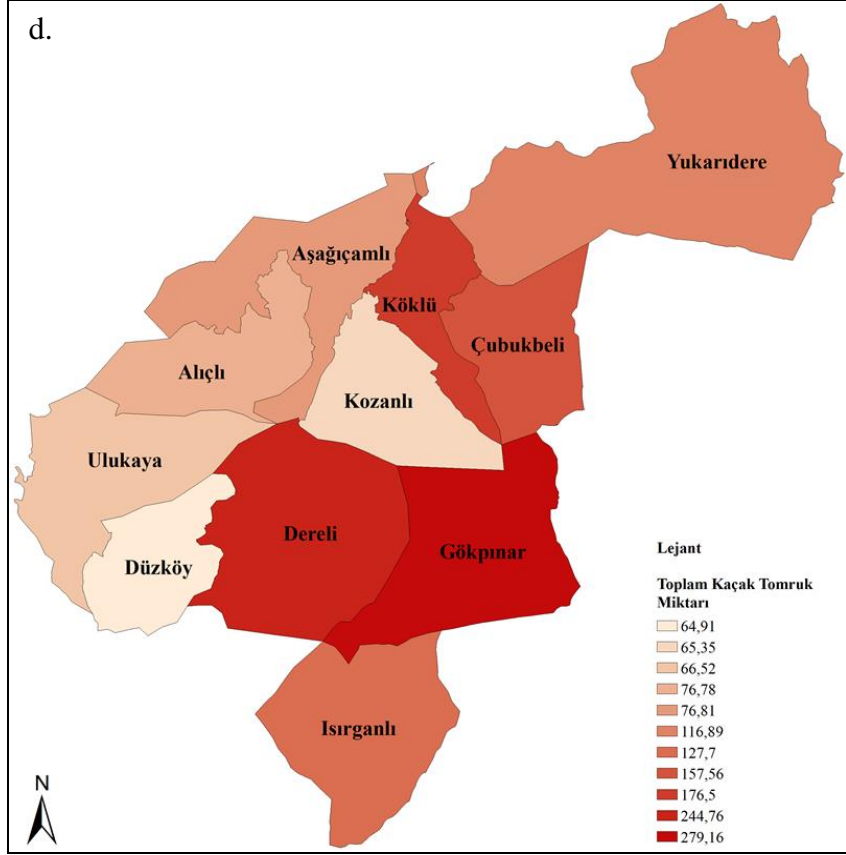 d.
Yukarıdere
Aşağıçamlı
Köklü
Çubukbeli
Alıçlı
Kozanlı
Ulukaya
Dereli
Gökpınar
Düzköy
Isırganlı
N
Lejant
Toplam Kaçak Tomruk
Miktarı
64,91
65,35
66,52
76,78
76,81
116,89
127,7
157,56
176,5
244,76
279,16